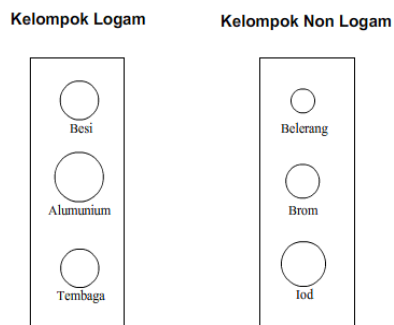 Kelompok Logam
Besi
Alumunium
Tembaga
Kelompok Non Logam
Belerang
Brom
Iod